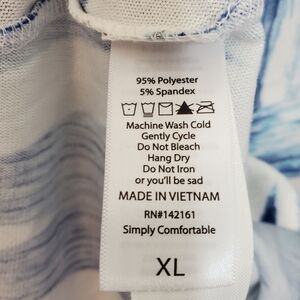 95% Polyester
5% Spandex
Machine Wash Cold
Gently Cycle
Do Not Bleach
Hang Dry
Do Not Iron
or you'll be sad
MADE IN VIETNAM
RN#142161
Simply Comfortable
XL